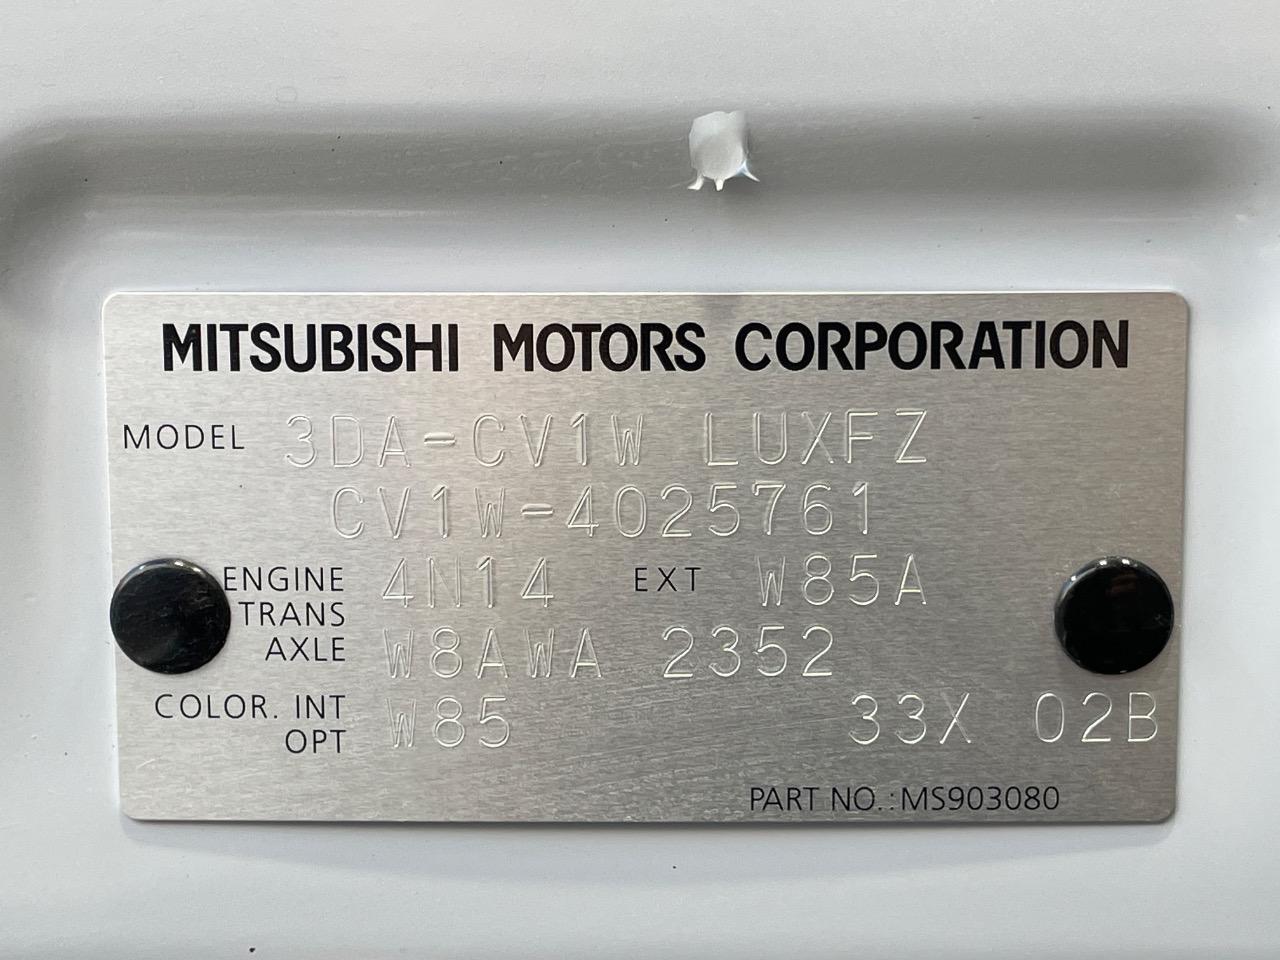 MITSUBISHI MOTORS CORPORATION
MODEL 3DA-CV1W LUXFZ
CV1W-4025761
ENGINE 4N14 EXT W85A
TRANS
AXLE W8AWA 2352
COLOR. INT W85 33X 02B
OPT
PART NO.:MS903080